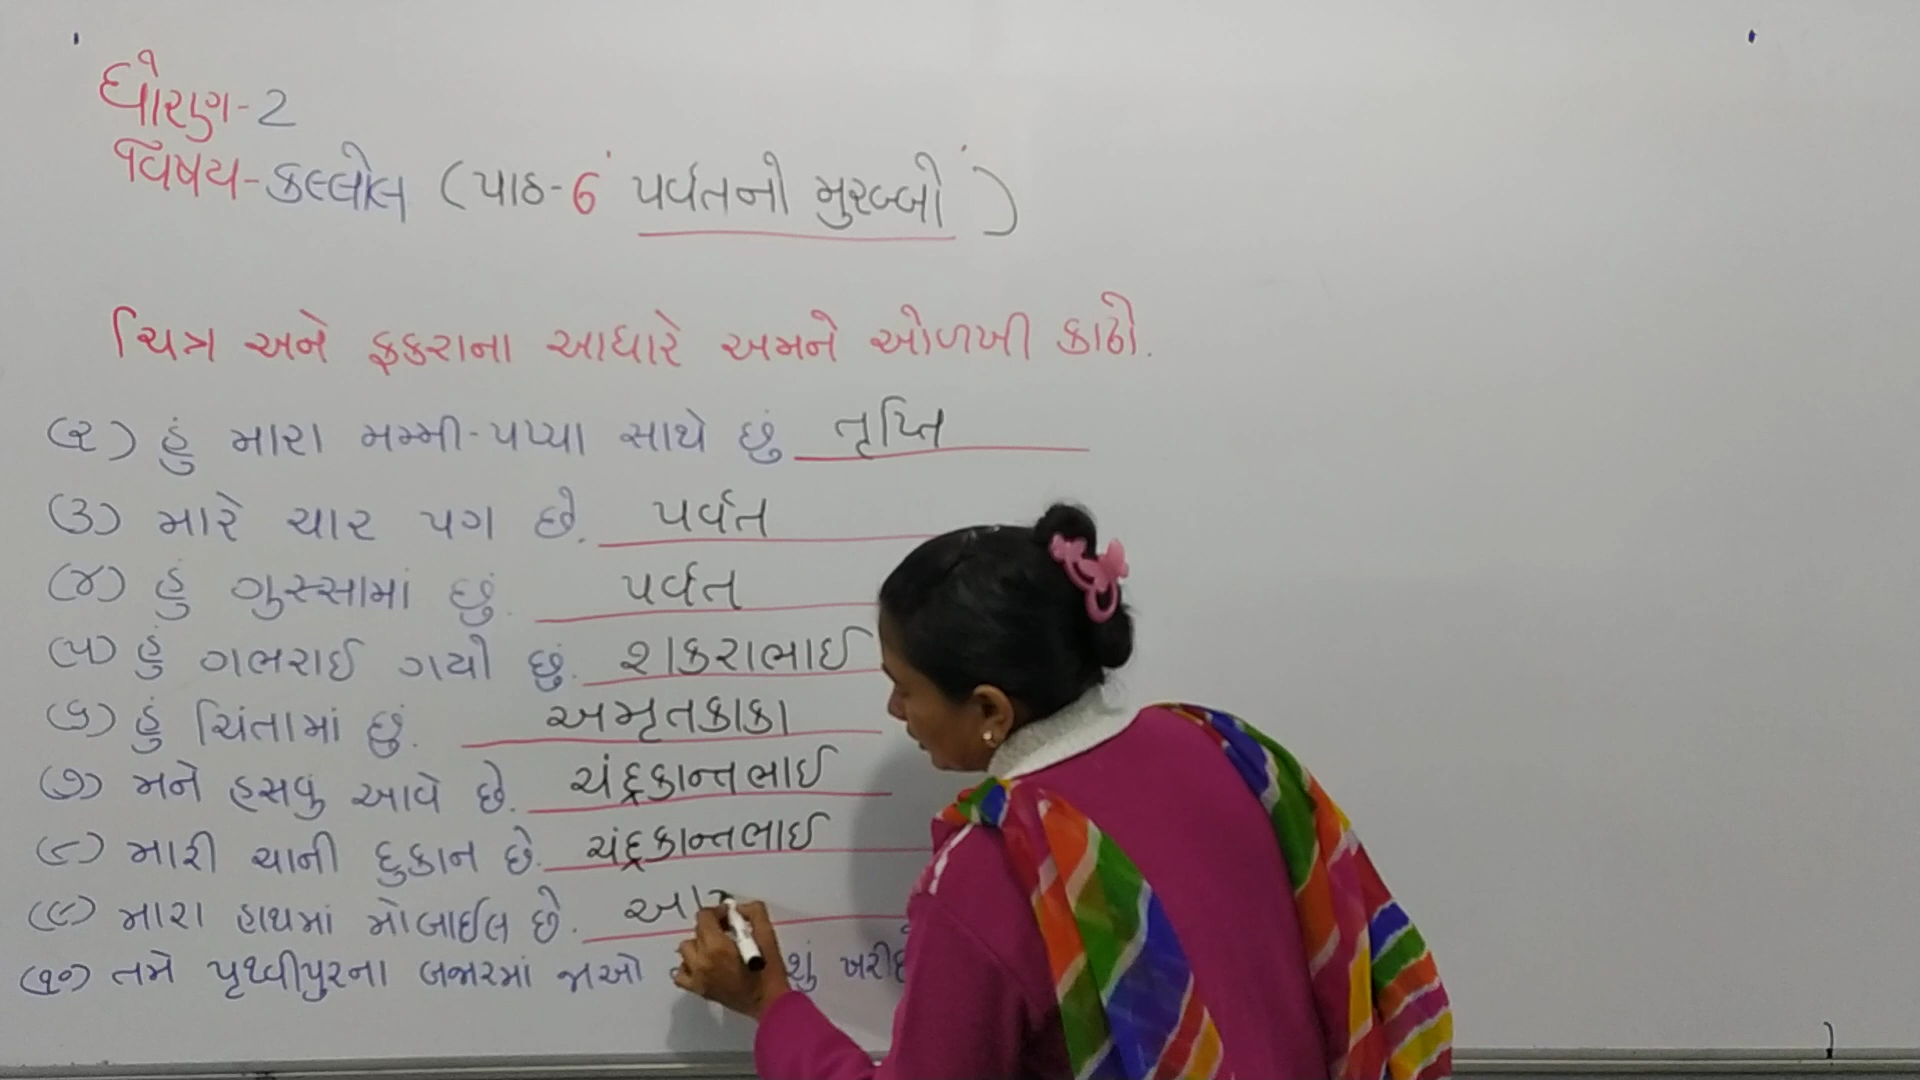 ધોરણ-2
વિષય-કલ્લોલ (પાઠ-6 પર્વતનો મુરબ્બો)
ચિત્ર અને ફકરાના આધારે અમને ઓળખી કાઢો.
(૨) હું મારા મમ્મી-પપ્પા સાથે છું તૃપ્તિ
(૩) મારે ચાર પગ છે. પર્વત
(૪) હું ગુસ્સામાં છું. પર્વત
(૫) હું ગભરાઈ ગયો છું. શકરાભાઈ
(૬) હું ચિંતામાં છું. અમૃતકાકા
(૭) મને હસવુ આવે છે. ચંદ્રકાન્તભાઈ
(૮) મારી ચાની દુકાન છે. ચંદ્રકાન્તભાઈ
(૯) મારા હાથમાં મોબાઈલ છે.
(૧૦) તમે પૃથ્વીપુરના બજારમાં જાઓ શું